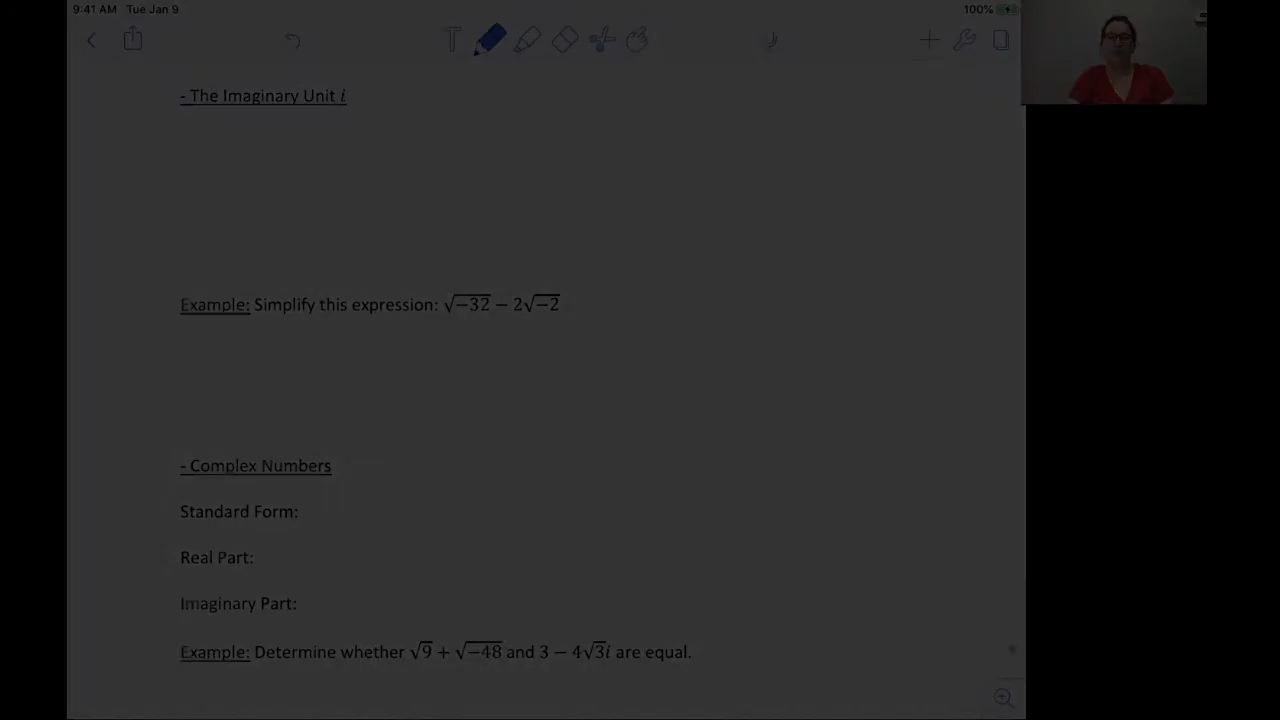 9:41 AM Tue Jan 9 100%
- The Imaginary Unit i
Example: Simplify this expression: √−32 − 2√−2
- Complex Numbers
Standard Form:
Real Part:
Imaginary Part:
Example: Determine whether √9 + √−48 and 3 − 4√3i are equal.